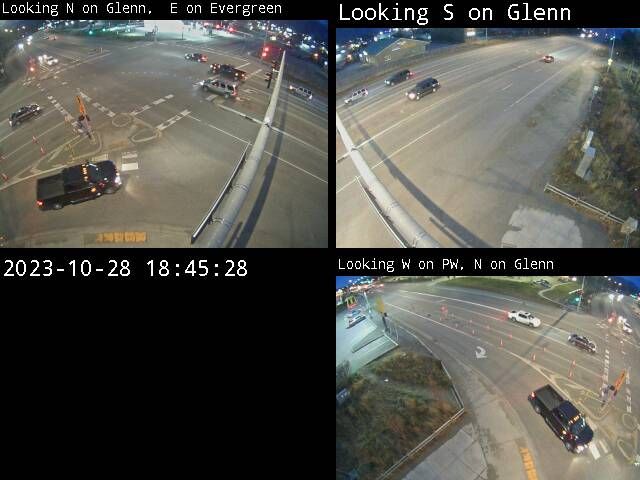 Looking N on Glenn,  E on Evergreen
Looking S on Glenn
2023-10-28 18:45:28
Looking W on PW, N on Glenn